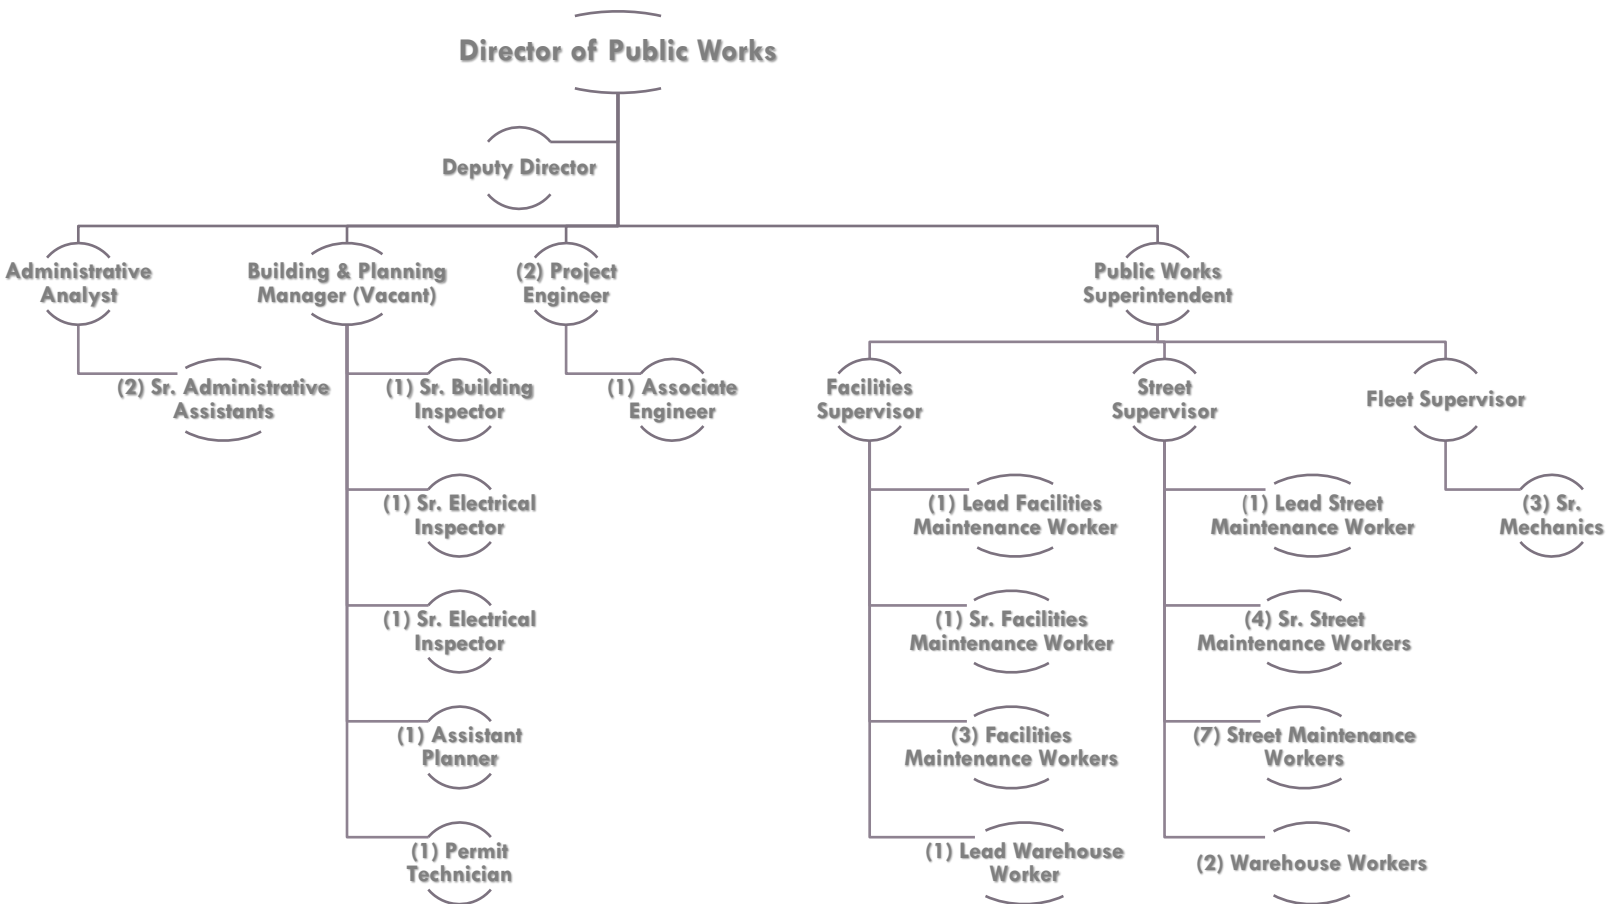 Director of Public Works
Deputy Director
Administrative
Analyst
Building & Planning
Manager (Vacant)
(2) Project
Engineer
Public Works
Superintendent
(2) Sr. Administrative
Assistants
(1) Sr. Building
Inspector
(1) Associate
Engineer
Facilities
Supervisor
Street
Supervisor
Fleet Supervisor
(1) Sr. Electrical
Inspector
(1) Lead Facilities
Maintenance Worker
(1) Lead Street
Maintenance Worker
(3) Sr.
Mechanics
(1) Sr. Electrical
Inspector
(1) Sr. Facilities
Maintenance Worker
(4) Sr. Street
Maintenance Workers
(1) Assistant
Planner
(3) Facilities
Maintenance Workers
(7) Street Maintenance
Workers
(1) Permit
Technician
(1) Lead Warehouse
Worker
(2) Warehouse Workers